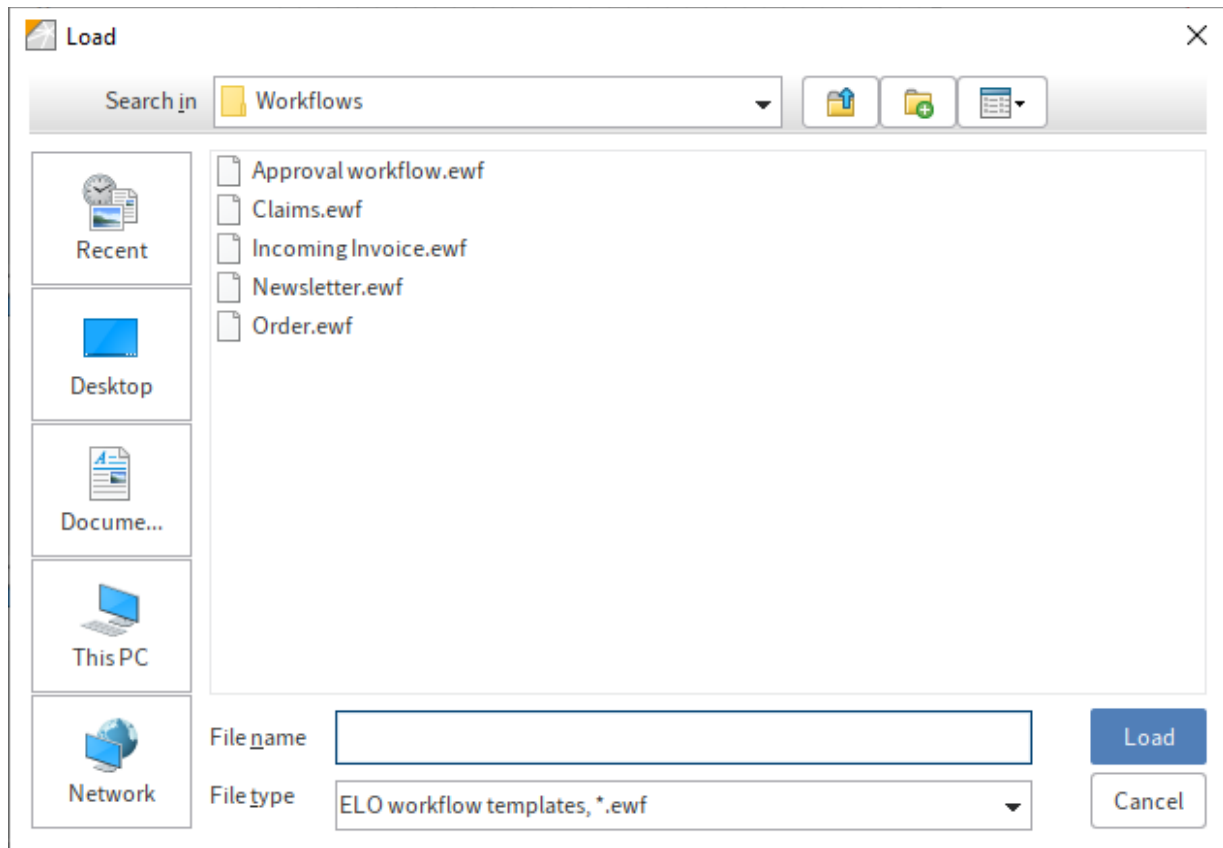 Load
Search in
Workflows
Recent
Desktop
Docume...
This PC
Network
Approval workflow.ewf
Claims.ewf
Incoming Invoice.ewf
Newsletter.ewf
Order.ewf
File name
Load
File type
ELO workflow templates, *.ewf
Cancel